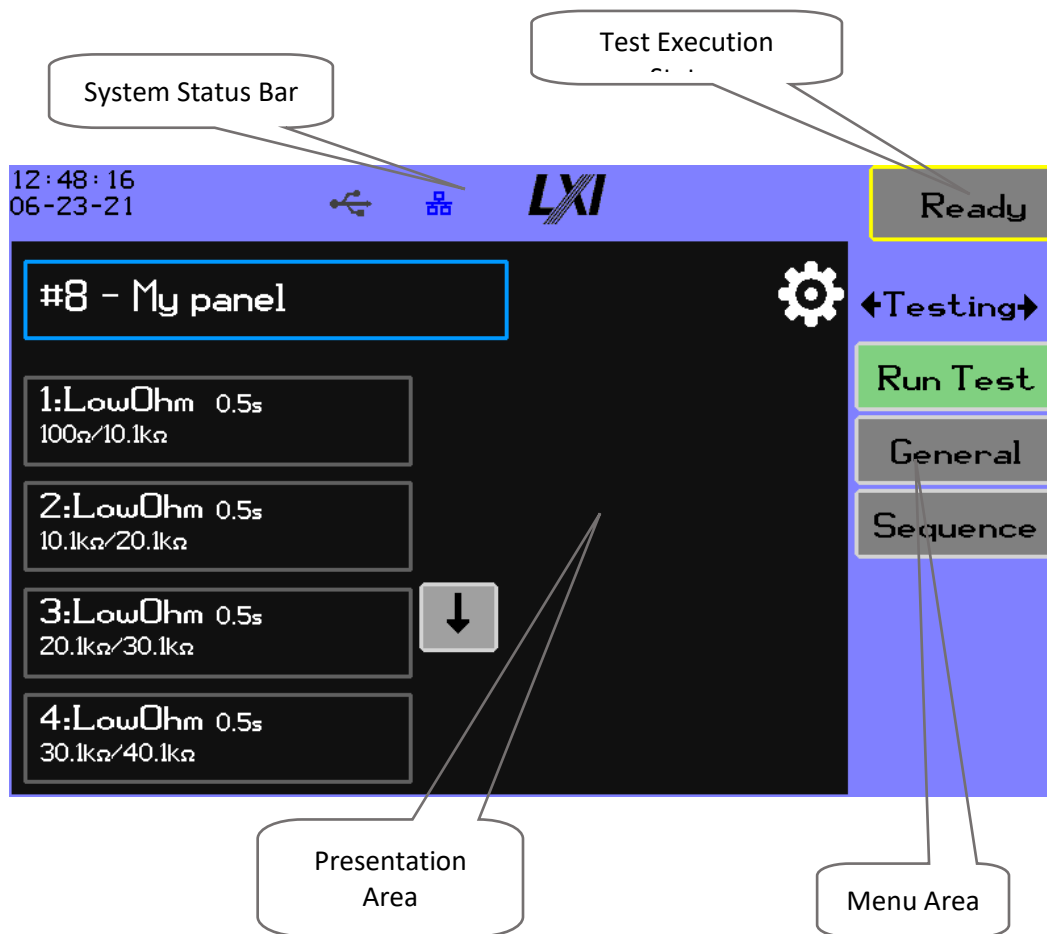 Test Execution
System Status Bar
12:48:16
06-23-21
LXI
Ready
#8 - My panel
←Testing→
Run Test
1:LowOhm 0.5s
100Ω/10.1kΩ
General
2:LowOhm 0.5s
10.1kΩ/20.1kΩ
Sequence
3:LowOhm 0.5s
20.1kΩ/30.1kΩ
↓
4:LowOhm 0.5s
30.1kΩ/40.1kΩ
Presentation
Area
Menu Area